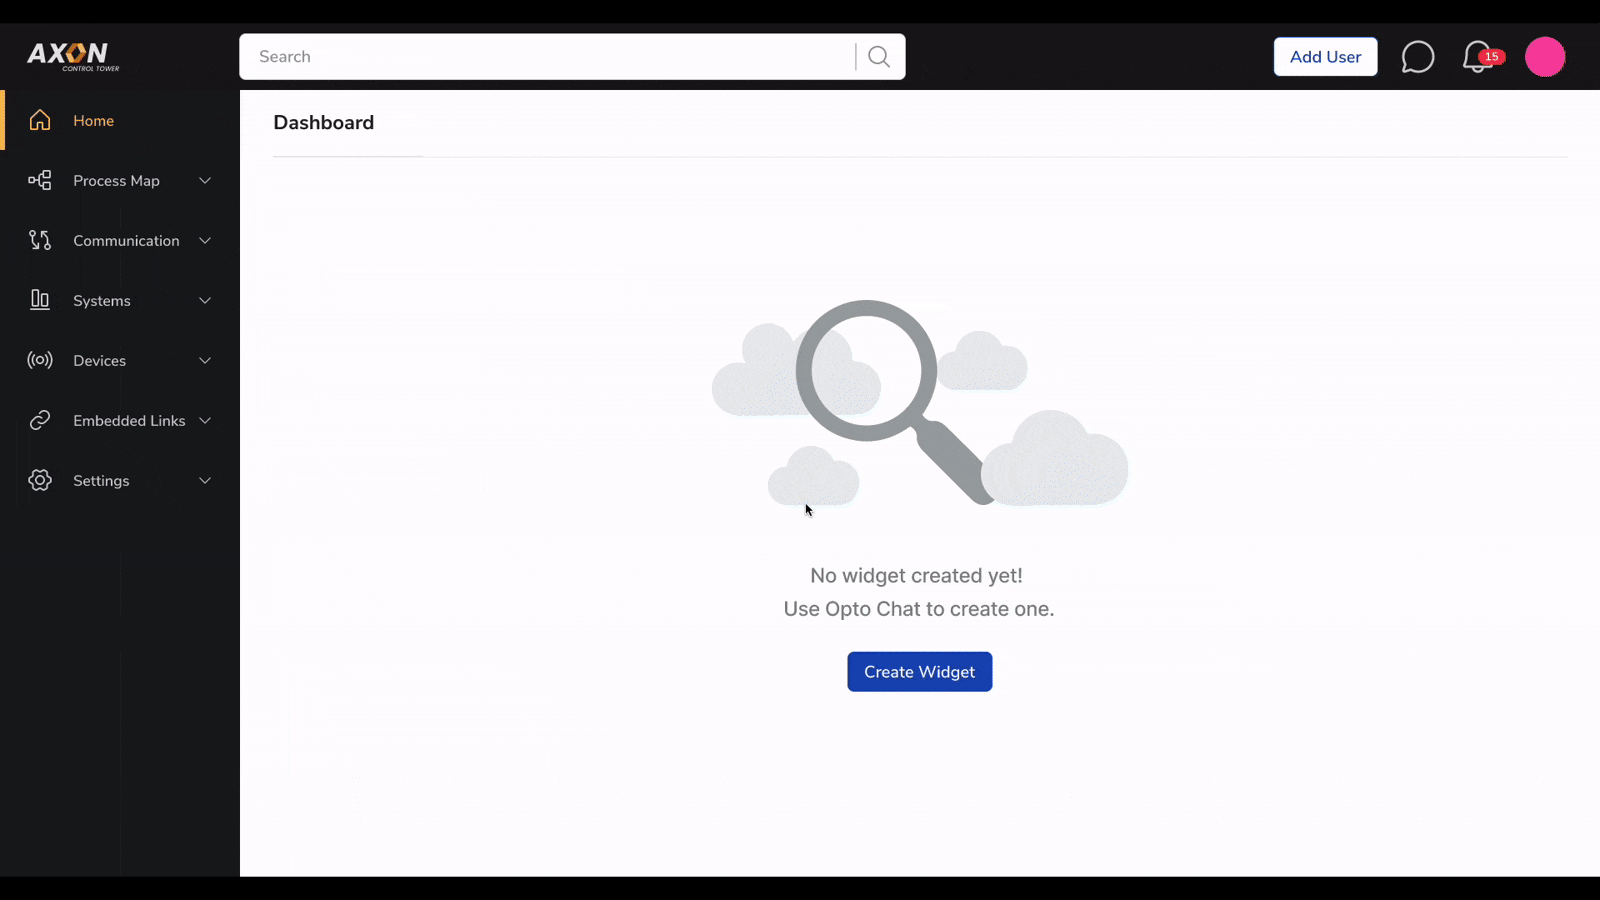 AXON
CONTROL TOWER
Search
Add User
15
Home
Dashboard
Process Map
Communication
Systems
Devices
Embedded Links
Settings
No widget created yet!
Use Opto Chat to create one.
Create Widget